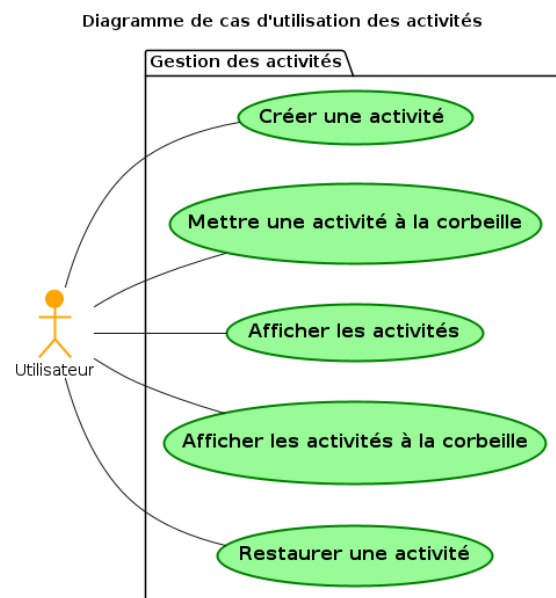 Diagramme de cas d'utilisation des activités
Gestion des activités
Créer une activité
Mettre une activité à la corbeille
Afficher les activités
Utilisateur
Afficher les activités à la corbeille
Restaurer une activité